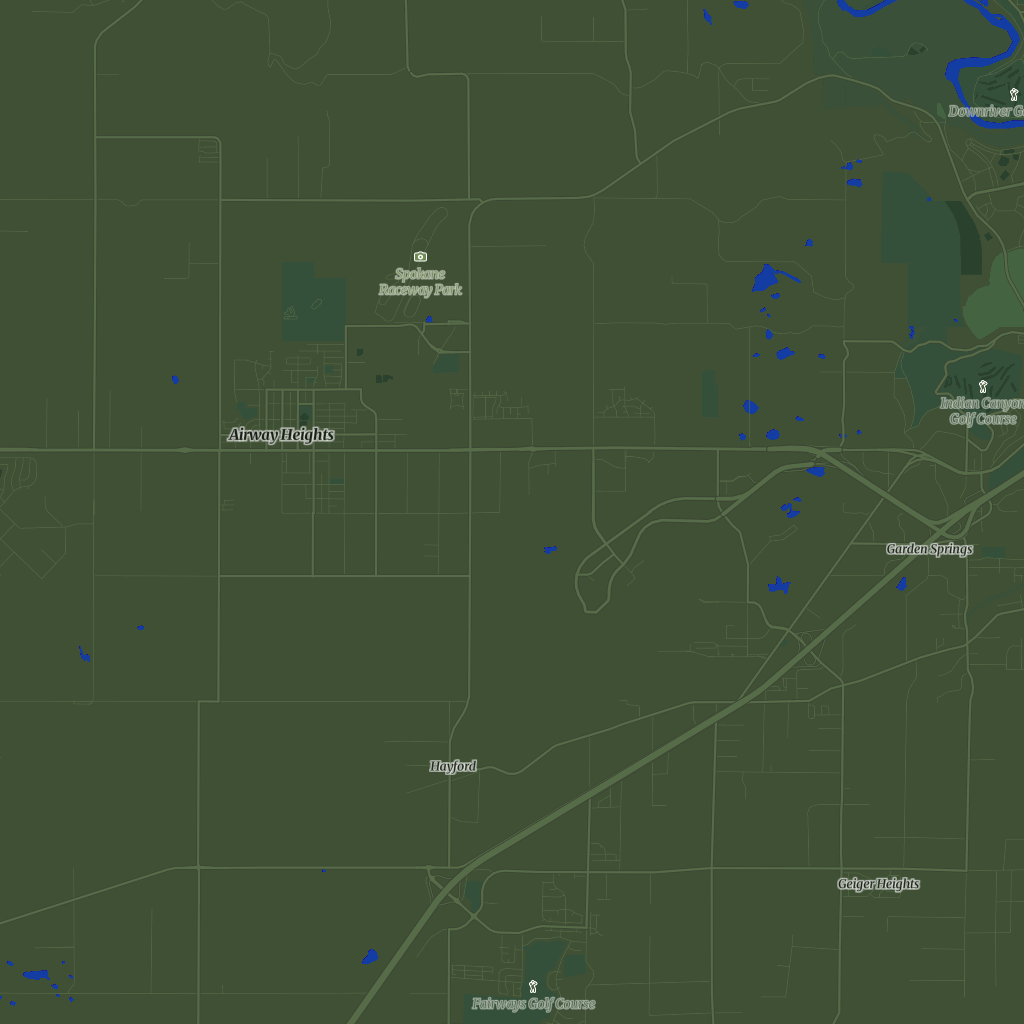 Downriver G
Spokane
Raceway Park
Indian Canyon
Golf Course
Airway Heights
Garden Springs
Hayford
Geiger Heights
Fairways Golf Course